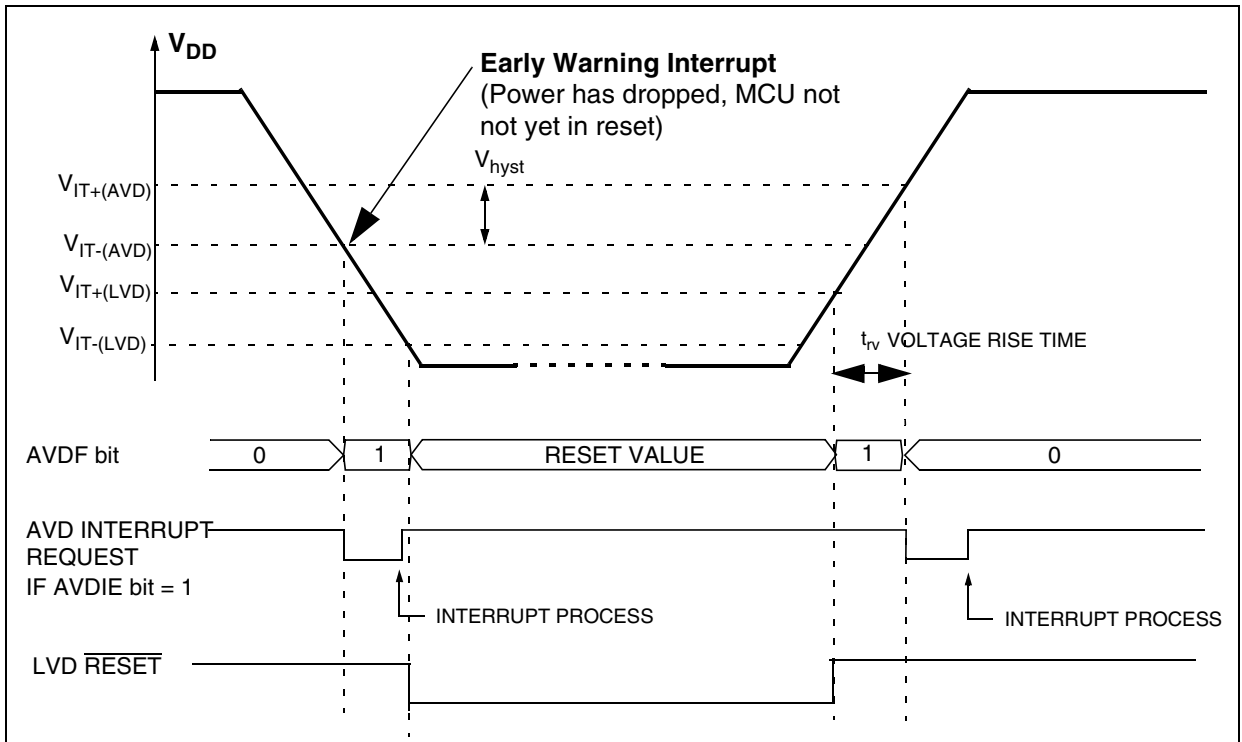 VDD
Early Warning Interrupt
(Power has dropped, MCU not
not yet in reset)
Vhyst
VIT+(AVD)
VIT-(AVD)
VIT+(LVD)
VIT-(LVD)
trv VOLTAGE RISE TIME
AVDF bit 0 1 RESET VALUE 1 0
AVD INTERRUPT
REQUEST
IF AVDIE bit = 1
INTERRUPT PROCESS INTERRUPT PROCESS
LVD RESET